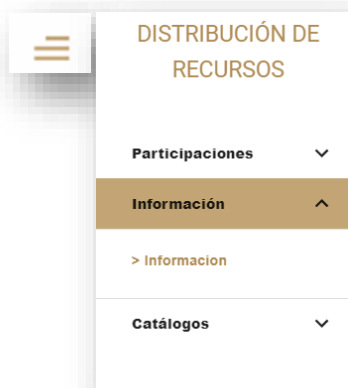 DISTRIBUCIÓN DE
RECURSOS
Participaciones
Información
> Informacion
Catálogos